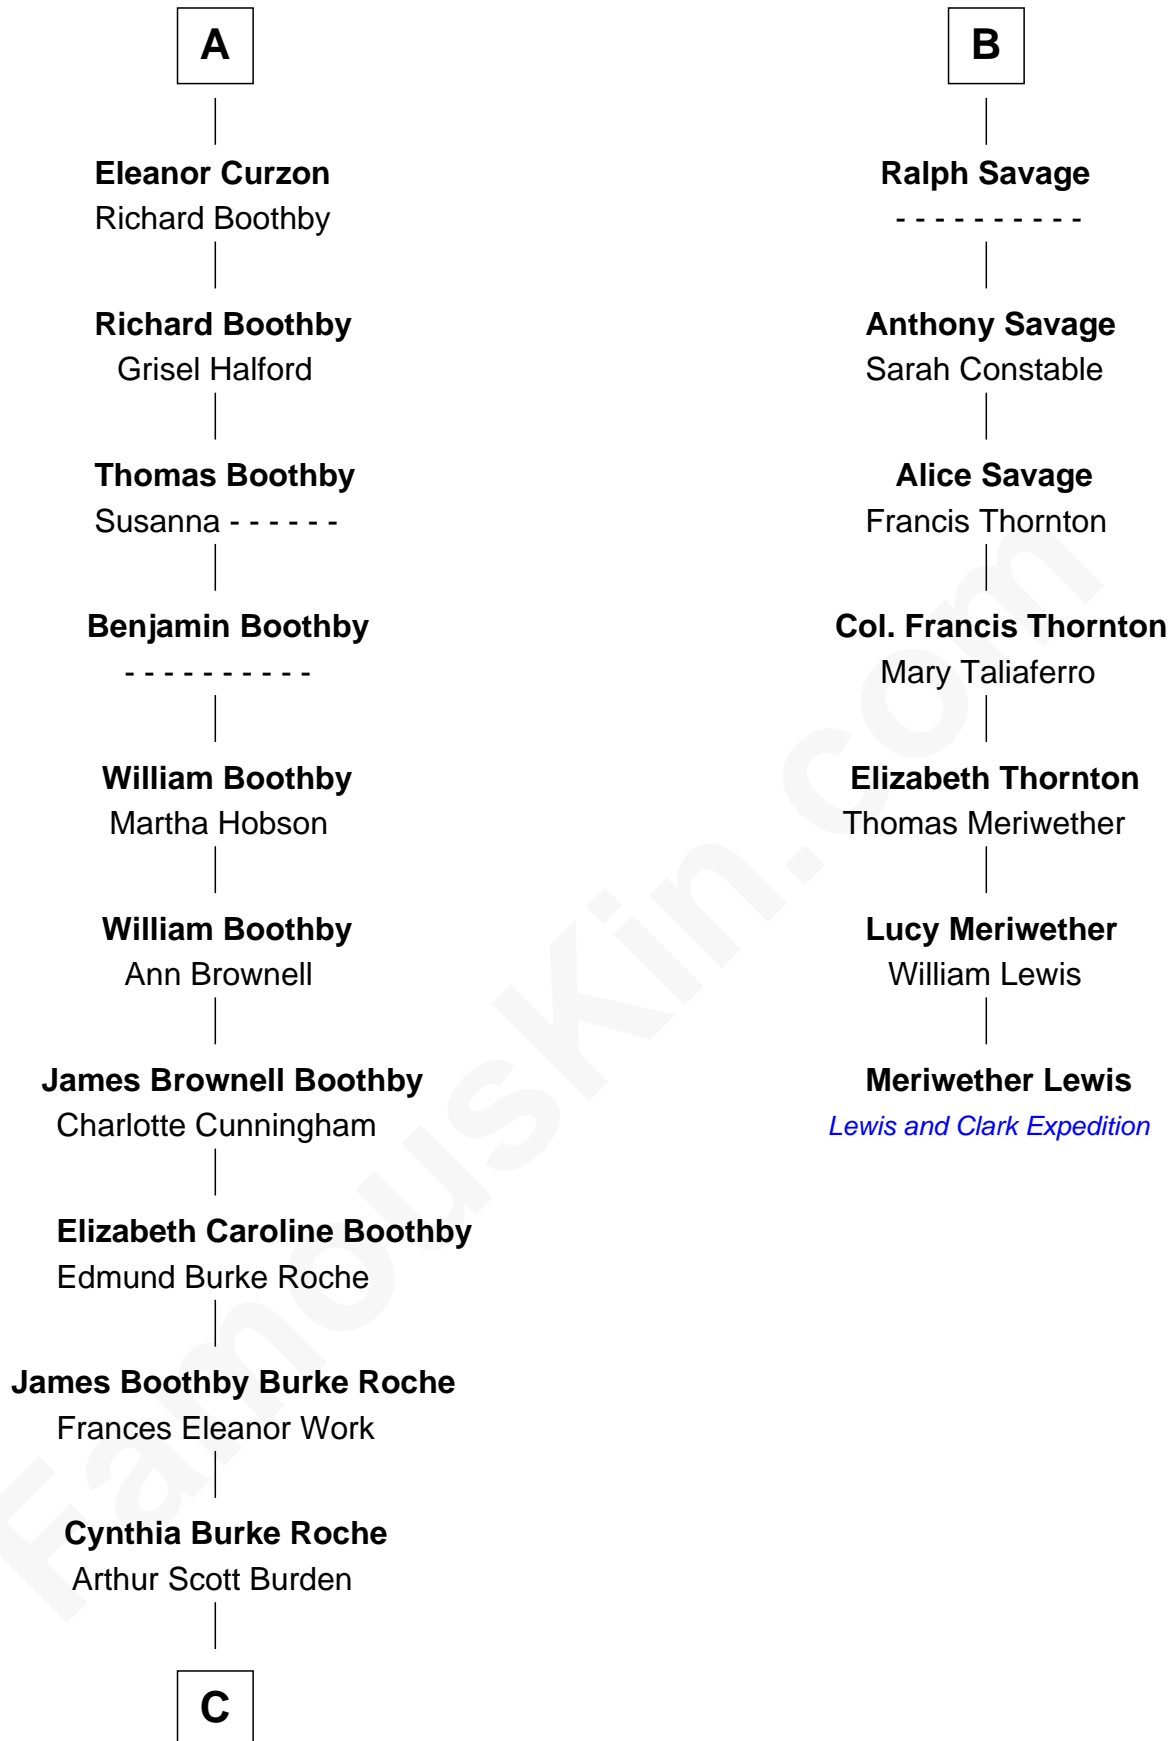 A
Eleanor Curzon
Richard Boothby
Richard Boothby
Grisel Halford
Thomas Boothby
Susanna - - - - - -
Benjamin Boothby
- - - - - - - - - -
William Boothby
Martha Hobson
William Boothby
Ann Brownell
James Brownell Boothby
Charlotte Cunningham
Elizabeth Caroline Boothby
Edmund Burke Roche
James Boothby Burke Roche
Frances Eleanor Work
Cynthia Burke Roche
Arthur Scott Burden
C
B
Ralph Savage
- - - - - - - - - -
Anthony Savage
Sarah Constable
Alice Savage
Francis Thornton
Col. Francis Thornton
Mary Taliaferro
Elizabeth Thornton
Thomas Meriwether
Lucy Meriwether
William Lewis
Meriwether Lewis
Lewis and Clark Expedition
FamousKin.com